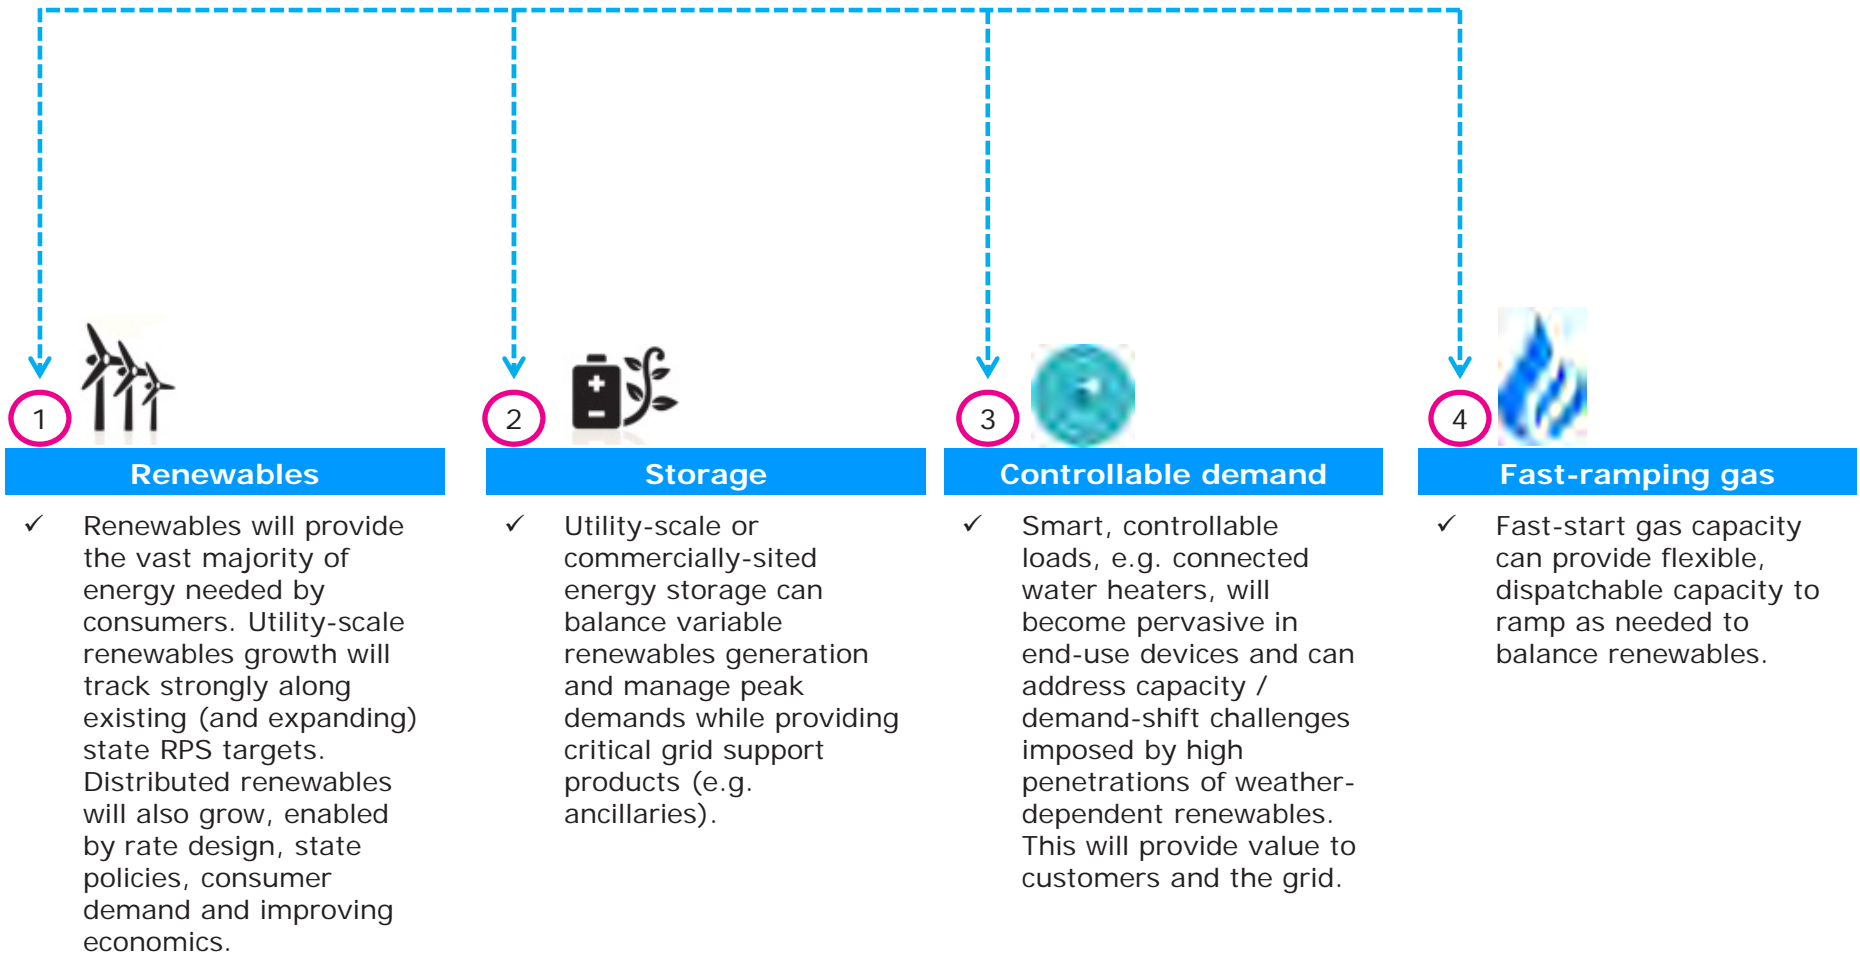 1
Renewables
✓ Renewables will provide
the vast majority of
energy needed by
consumers. Utility-scale
renewables growth will
track strongly along
existing (and expanding)
state RPS targets.
Distributed renewables
will also grow, enabled
by rate design, state
policies, consumer
demand and improving
economics.
2
Storage
✓ Utility-scale or
commercially-sited
energy storage can
balance variable
renewables generation
and manage peak
demands while providing
critical grid support
products (e.g.
ancillaries).
3
Controllable demand
✓ Smart, controllable
loads, e.g. connected
water heaters, will
become pervasive in
end-use devices and can
address capacity /
demand-shift challenges
imposed by high
penetrations of weather-
dependent renewables.
This will provide value to
customers and the grid.
4
Fast-ramping gas
✓ Fast-start gas capacity
can provide flexible,
dispatchable capacity to
ramp as needed to
balance renewables.